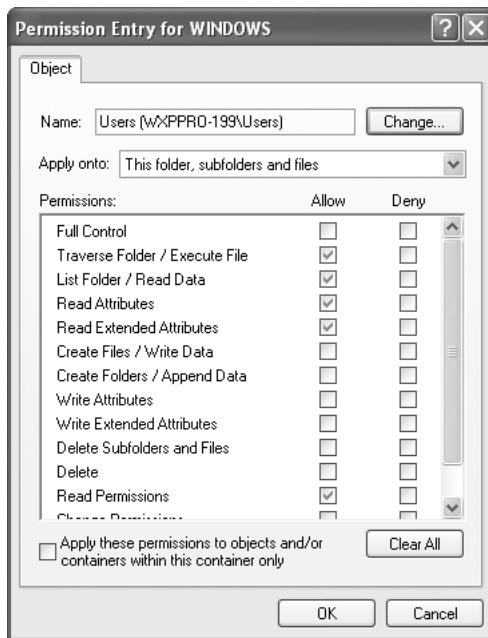 Permission Entry for WINDOWS
Object
Name: Users (WXPPRO-199\Users) Change...
Apply onto: This folder, subfolders and files
Permissions: Allow Deny
Full Control
Traverse Folder / Execute File
List Folder / Read Data
Read Attributes
Read Extended Attributes
Create Files / Write Data
Create Folders / Append Data
Write Attributes
Write Extended Attributes
Delete Subfolders and Files
Delete
Read Permissions
Change Permissions
Apply these permissions to objects and/or Clear All
containers within this container only
OK Cancel